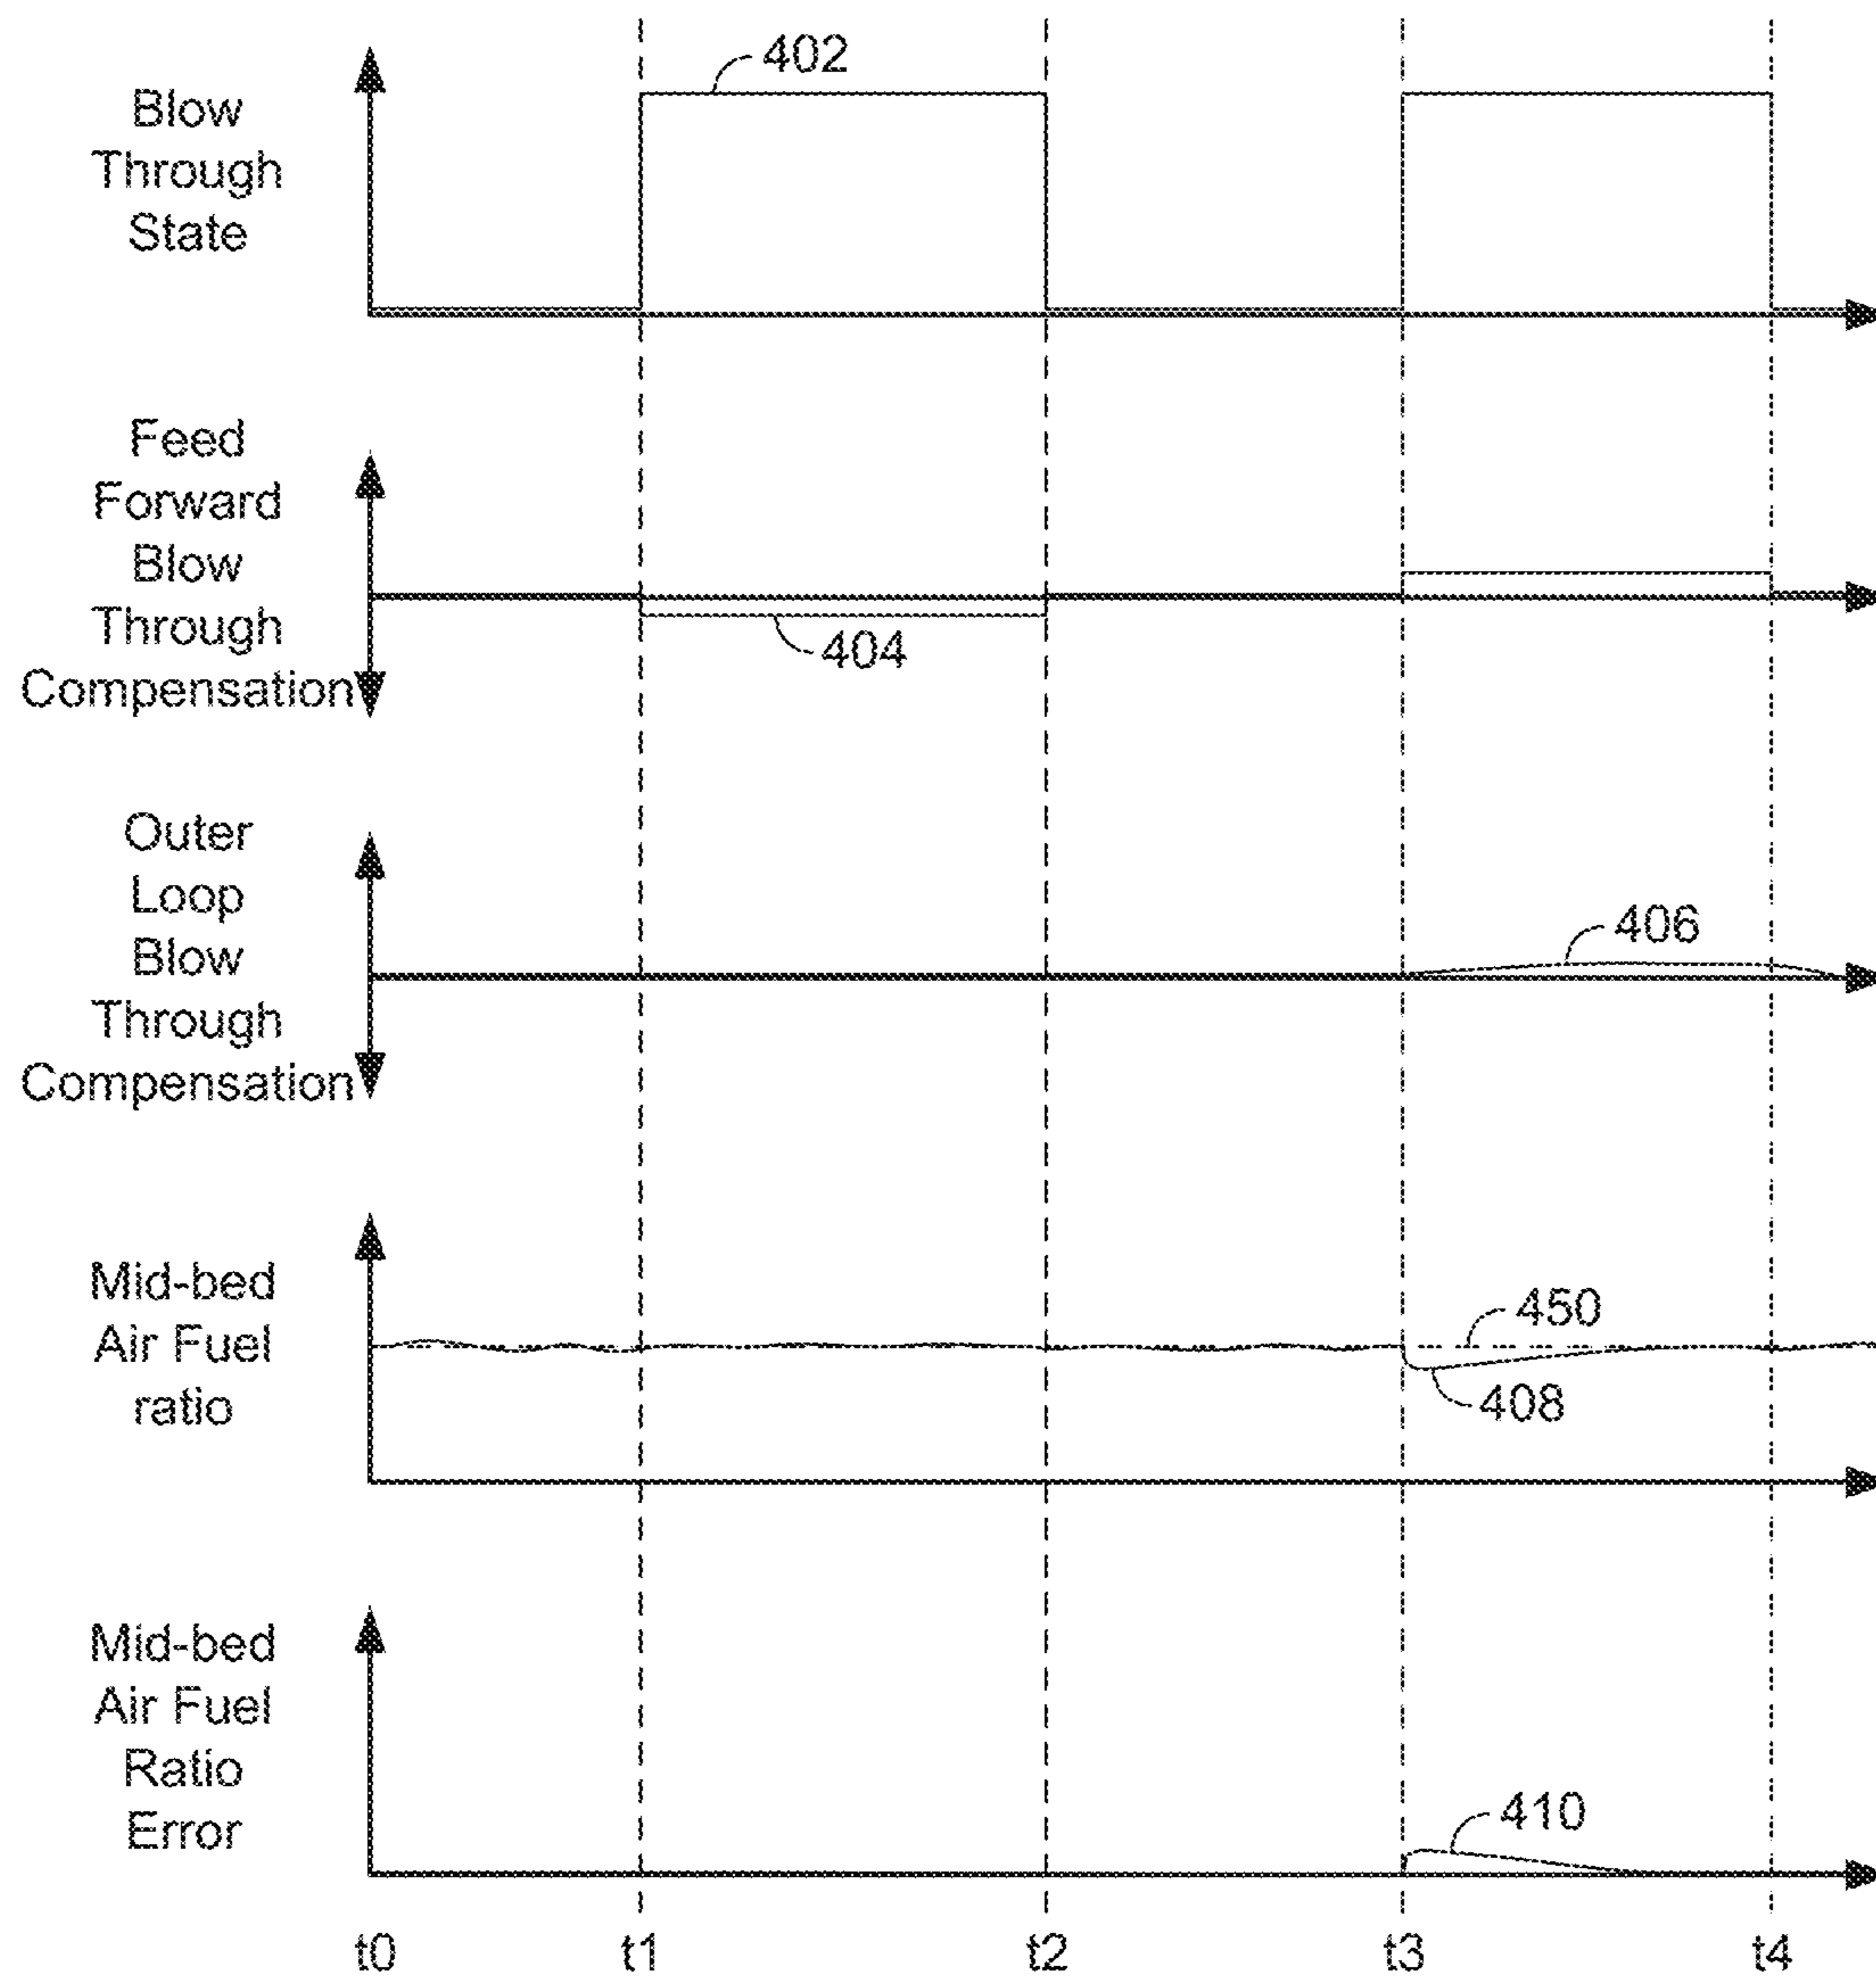 402
Blow
Through
State
Feed
Forward
Blow
Through
Compensation
404
Outer
Loop
Blow
Through
Compensation
406
Mid-bed
Air Fuel
ratio
450
408
Mid-bed
Air Fuel
Ratio
Error
410
t0 t1 t2 t3 t4